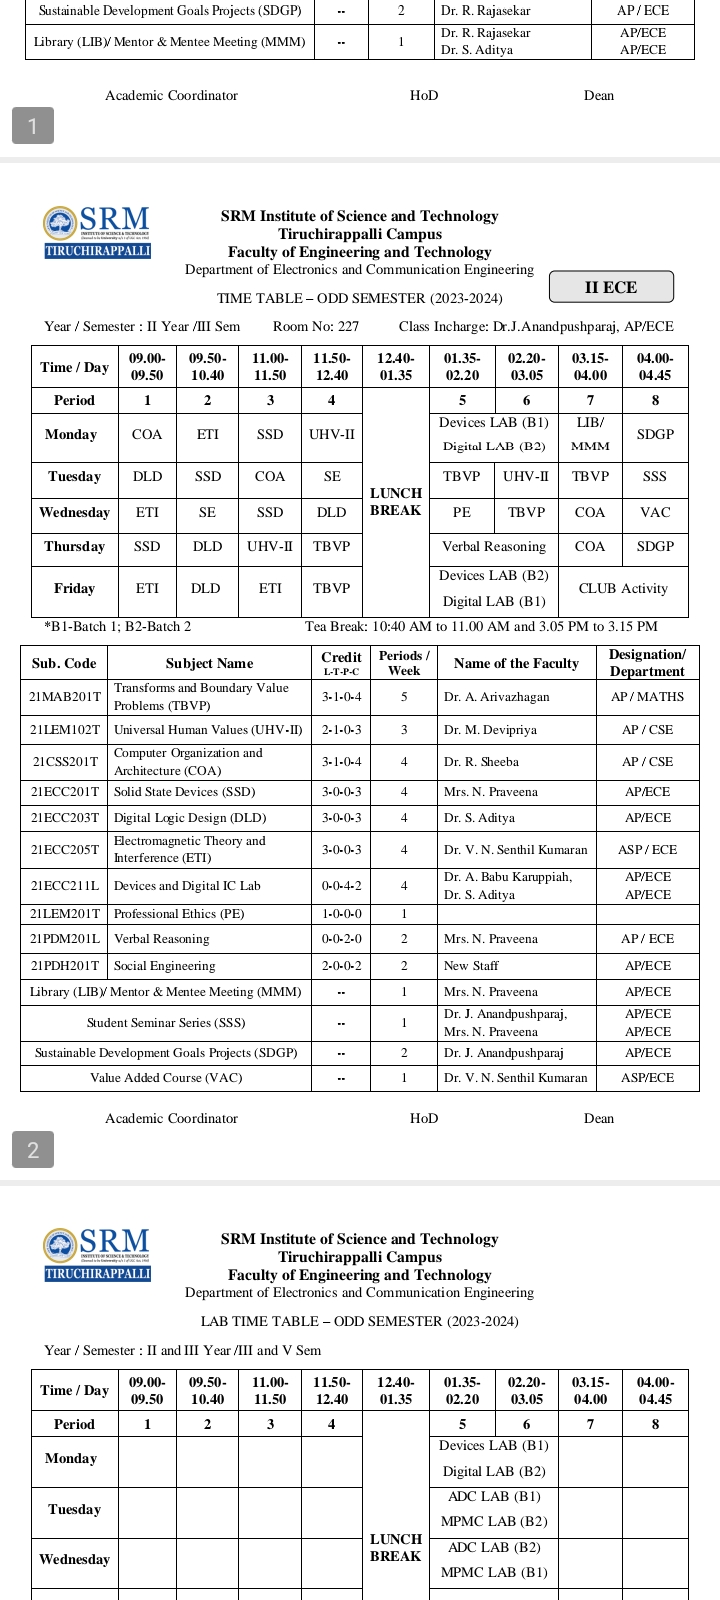 Sustainable Development Goals Projects (SDGP) -- 2 Dr. R. Rajasekar AP / ECE
Library (LIB)/ Mentor & Mentee Meeting (MMM) -- 1 Dr. R. Rajasekar AP/ECE
Dr. S. Aditya AP/ECE
Academic Coordinator HoD Dean
1
SRM
TIRUCHIRAPPALLI
SRM Institute of Science and Technology
Tiruchirappalli Campus
Faculty of Engineering and Technology
Department of Electronics and Communication Engineering
II ECE
TIME TABLE – ODD SEMESTER (2023-2024)
Year / Semester : II Year /III Sem Room No: 227 Class Incharge: Dr.J.Anandpushparaj, AP/ECE
Time / Day 09.00-09.50 09.50-10.40 11.00-11.50 11.50-12.40 12.40-01.35 01.35-02.20 02.20-03.05 03.15-04.00 04.00-04.45
Period 1 2 3 4 5 6 7 8
LUNCH BREAK
Monday COA ETI SSD UHV-II Devices LAB (B1) Digital LAB (B2) LIB/ MMM SDGP
Tuesday DLD SSD COA SE TBVP UHV-II TBVP SSS
Wednesday ETI SE SSD DLD PE TBVP COA VAC
Thursday SSD DLD UHV-II TBVP Verbal Reasoning COA SDGP
Friday ETI DLD ETI TBVP Devices LAB (B2) Digital LAB (B1) CLUB Activity
*B1-Batch 1; B2-Batch 2 Tea Break: 10:40 AM to 11.00 AM and 3.05 PM to 3.15 PM
Sub. Code Subject Name Credit L-T-P-C Periods / Week Name of the Faculty Designation/ Department
21MAB201T Transforms and Boundary Value Problems (TBVP) 3-1-0-4 5 Dr. A. Arivazhagan AP / MATHS
21LEM102T Universal Human Values (UHV-II) 2-1-0-3 3 Dr. M. Devipriya AP / CSE
21CSS201T Computer Organization and Architecture (COA) 3-1-0-4 4 Dr. R. Sheeba AP / CSE
21ECC201T Solid State Devices (SSD) 3-0-0-3 4 Mrs. N. Praveena AP/ECE
21ECC203T Digital Logic Design (DLD) 3-0-0-3 4 Dr. S. Aditya AP/ECE
21ECC205T Electromagnetic Theory and Interference (ETI) 3-0-0-3 4 Dr. V. N. Senthil Kumaran ASP / ECE
21ECC211L Devices and Digital IC Lab 0-0-4-2 4 Dr. A. Babu Karuppiah, Dr. S. Aditya AP/ECE AP/ECE
21LEM201T Professional Ethics (PE) 1-0-0-0 1
21PDM201L Verbal Reasoning 0-0-2-0 2 Mrs. N. Praveena AP / ECE
21PDH201T Social Engineering 2-0-0-2 2 New Staff AP/ECE
Library (LIB)/ Mentor & Mentee Meeting (MMM) -- 1 Mrs. N. Praveena AP/ECE
Student Seminar Series (SSS) -- 1 Dr. J. Anandpushparaj, Mrs. N. Praveena AP/ECE AP/ECE
Sustainable Development Goals Projects (SDGP) -- 2 Dr. J. Anandpushparaj AP/ECE
Value Added Course (VAC) -- 1 Dr. V. N. Senthil Kumaran ASP/ECE
Academic Coordinator HoD Dean
2
SRM
TIRUCHIRAPPALLI
SRM Institute of Science and Technology
Tiruchirappalli Campus
Faculty of Engineering and Technology
Department of Electronics and Communication Engineering
LAB TIME TABLE – ODD SEMESTER (2023-2024)
Year / Semester : II and III Year /III and V Sem
Time / Day 09.00-09.50 09.50-10.40 11.00-11.50 11.50-12.40 12.40-01.35 01.35-02.20 02.20-03.05 03.15-04.00 04.00-04.45
Period 1 2 3 4 5 6 7 8
LUNCH BREAK
Monday Devices LAB (B1) Digital LAB (B2)
Tuesday ADC LAB (B1) MPMC LAB (B2)
Wednesday ADC LAB (B2) MPMC LAB (B1)